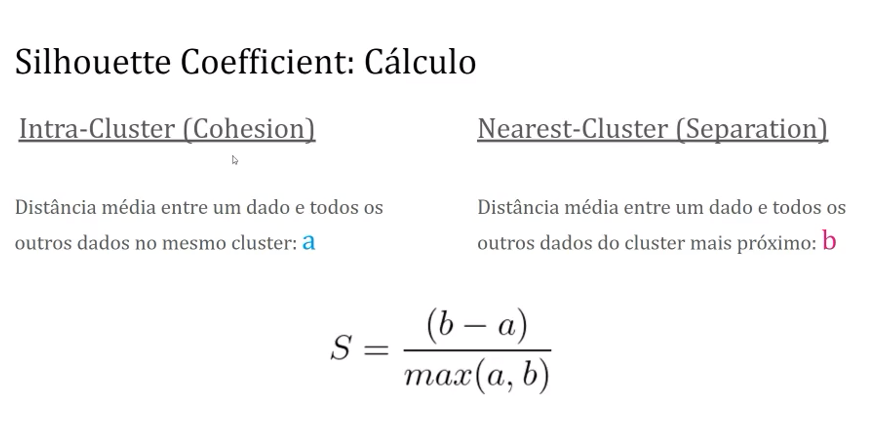 Silhouette Coefficient: Cálculo
Intra-Cluster (Cohesion)
Nearest-Cluster (Separation)
Distância média entre um dado e todos os
outros dados no mesmo cluster: a
Distância média entre um dado e todos os
outros dados do cluster mais próximo: b
S = (b − a) / max(a, b)